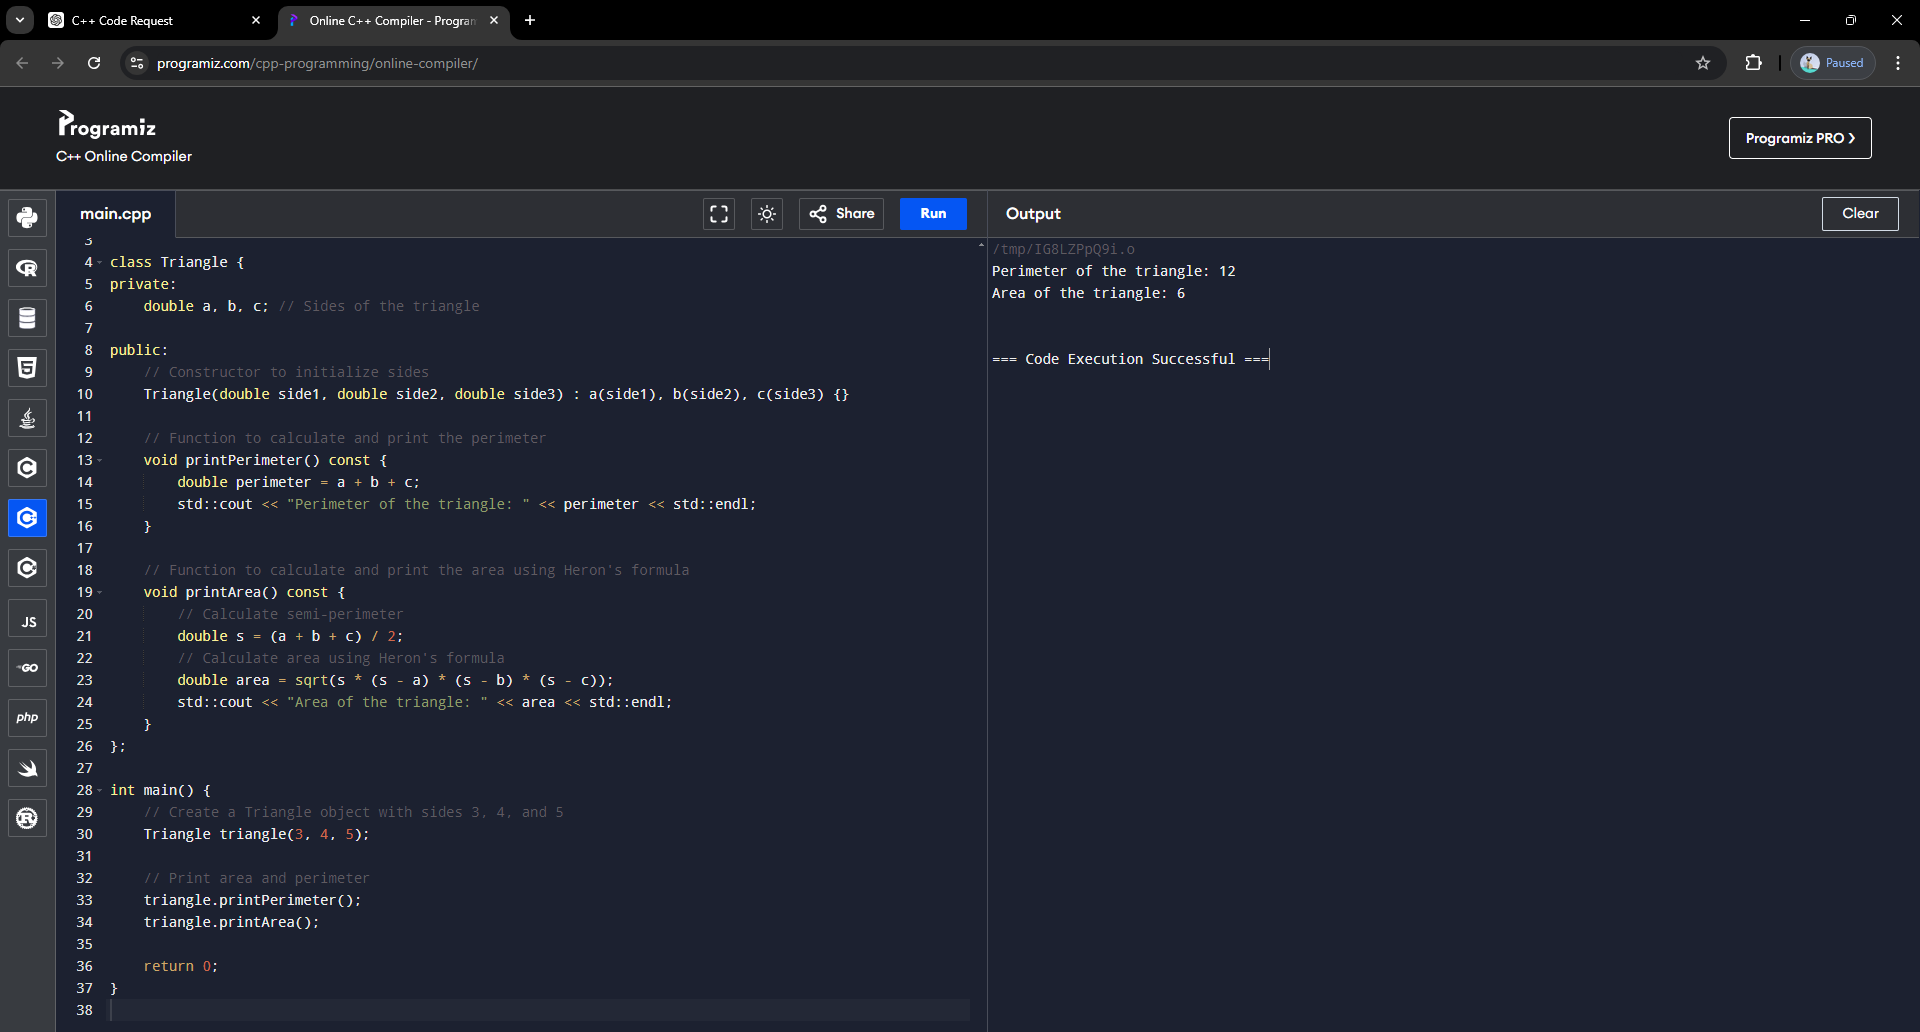 C++ Code Request
Online C++ Compiler - Program
programiz.com/cpp-programming/online-compiler/
Paused
Programiz
C++ Online Compiler
Programiz PRO ❯
main.cpp
Share
Run
Output
Clear
3
4 class Triangle {
5 private:
6     double a, b, c; // Sides of the triangle
7
8 public:
9     // Constructor to initialize sides
10     Triangle(double side1, double side2, double side3) : a(side1), b(side2), c(side3) {}
11
12     // Function to calculate and print the perimeter
13     void printPerimeter() const {
14         double perimeter = a + b + c;
15         std::cout << "Perimeter of the triangle: " << perimeter << std::endl;
16     }
17
18     // Function to calculate and print the area using Heron's formula
19     void printArea() const {
20         // Calculate semi-perimeter
21         double s = (a + b + c) / 2;
22         // Calculate area using Heron's formula
23         double area = sqrt(s * (s - a) * (s - b) * (s - c));
24         std::cout << "Area of the triangle: " << area << std::endl;
25     }
26 };
27
28 int main() {
29     // Create a Triangle object with sides 3, 4, and 5
30     Triangle triangle(3, 4, 5);
31
32     // Print area and perimeter
33     triangle.printPerimeter();
34     triangle.printArea();
35
36     return 0;
37 }
38
/tmp/IG8LZPpQ9i.o
Perimeter of the triangle: 12
Area of the triangle: 6
=== Code Execution Successful ===
R
5
C
C
C
JS
GO
php
R